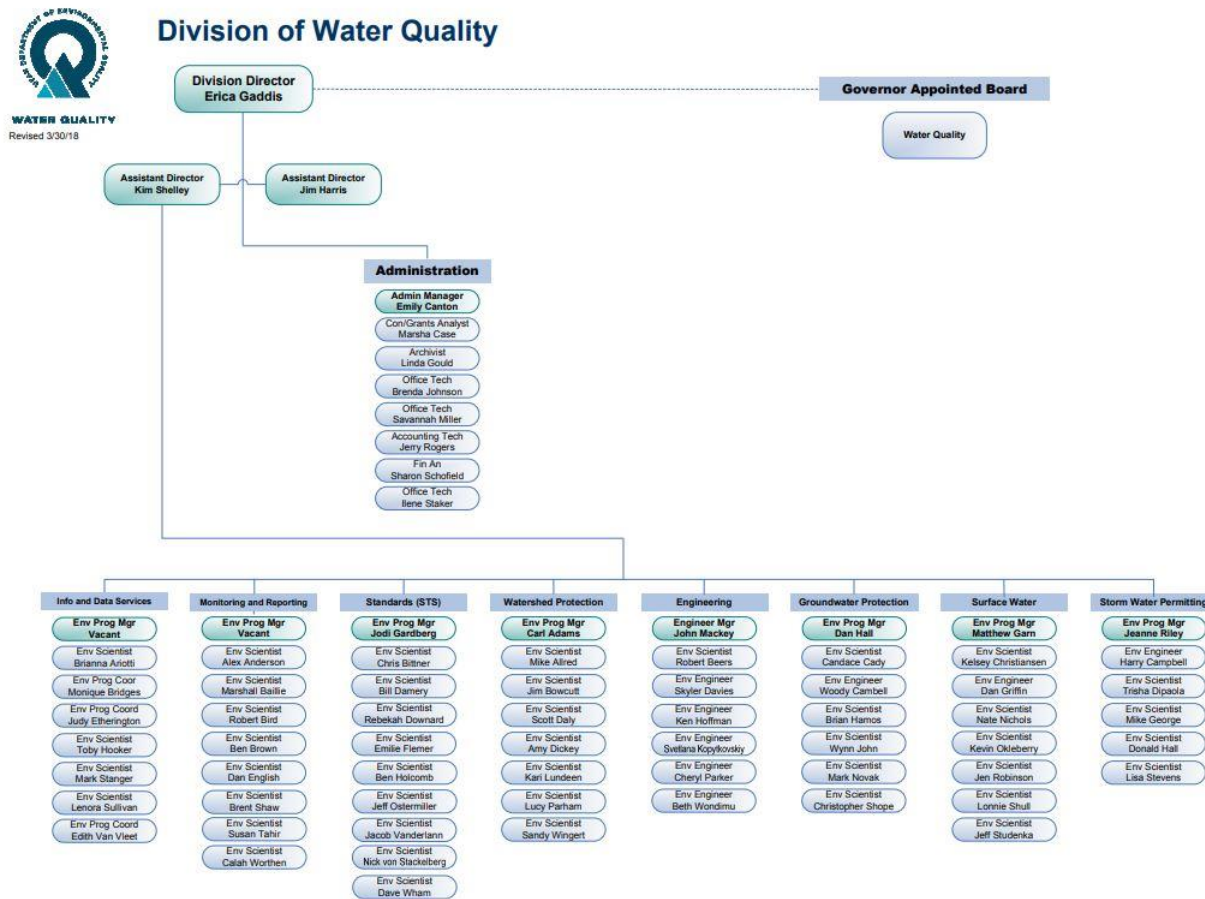 Division of Water Quality
UTAH DEPARTMENT OF ENVIRONMENTAL QUALITY
WATER QUALITY
Revised 3/30/18
Division Director
Erica Gaddis
Governor Appointed Board
Water Quality
Assistant Director
Kim Shelley
Assistant Director
Jim Harris
Administration
Admin Manager
Emily Canton
Con/Grants Analyst
Marsha Case
Archivist
Linda Gould
Office Tech
Brenda Johnson
Office Tech
Savannah Miller
Accounting Tech
Jerry Rogers
Fin An
Sharon Schofield
Office Tech
Ilene Staker
Info and Data Services
Env Prog Mgr
Vacant
Env Scientist
Brianna Ariotti
Env Prog Coor
Monique Bridges
Env Prog Coord
Judy Etherington
Env Scientist
Toby Hooker
Env Scientist
Mark Stanger
Env Scientist
Lenora Sullivan
Env Prog Coord
Edith Van Vleet
Monitoring and Reporting
Env Prog Mgr
Vacant
Env Scientist
Alex Anderson
Env Scientist
Marshall Baillie
Env Scientist
Robert Bird
Env Scientist
Ben Brown
Env Scientist
Dan English
Env Scientist
Brent Shaw
Env Scientist
Susan Tahir
Env Scientist
Calah Worthen
Standards (STS)
Env Prog Mgr
Jodi Gardberg
Env Scientist
Chris Bittner
Env Scientist
Bill Damery
Env Scientist
Rebekah Downard
Env Scientist
Emilie Flemer
Env Scientist
Ben Holcomb
Env Scientist
Jeff Ostermiller
Env Scientist
Jacob Vanderlann
Env Scientist
Nick von Stackelberg
Env Scientist
Dave Wham
Watershed Protection
Env Prog Mgr
Carl Adams
Env Scientist
Mike Allred
Env Scientist
Jim Bowcutt
Env Scientist
Scott Daly
Env Scientist
Amy Dickey
Env Scientist
Kari Lundeen
Env Scientist
Lucy Parham
Env Scientist
Sandy Wingert
Engineering
Engineer Mgr
John Mackey
Env Scientist
Robert Beers
Env Engineer
Skyler Davies
Env Engineer
Ken Hoffman
Env Engineer
Svetlana Kopytkovskiy
Env Engineer
Cheryl Parker
Env Engineer
Beth Wondimu
Groundwater Protection
Env Prog Mgr
Dan Hall
Env Scientist
Candace Cady
Env Engineer
Woody Cambell
Env Scientist
Brian Hamos
Env Scientist
Wynn John
Env Scientist
Mark Novak
Env Scientist
Christopher Shope
Surface Water
Env Prog Mgr
Matthew Garn
Env Scientist
Kelsey Christiansen
Env Engineer
Dan Griffin
Env Scientist
Nate Nichols
Env Scientist
Kevin Okleberry
Env Scientist
Jen Robinson
Env Scientist
Lonnie Shull
Env Scientist
Jeff Studenka
Storm Water Permitting
Env Prog Mgr
Jeanne Riley
Env Engineer
Harry Campbell
Env Scientist
Trisha Dipaola
Env Scientist
Mike George
Env Scientist
Donald Hall
Env Scientist
Lisa Stevens